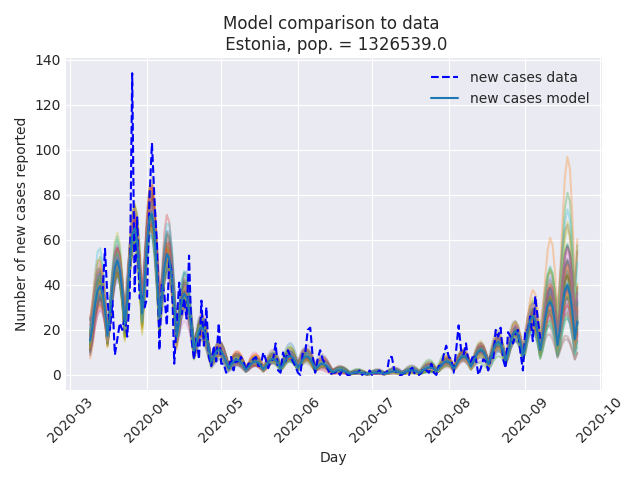 Model comparison to data
Estonia, pop. = 1326539.0
new cases data
new cases model
Number of new cases reported
140
120
100
80
60
40
20
0
2020-03
2020-04
2020-05
2020-06
2020-07
2020-08
2020-09
2020-10
Day